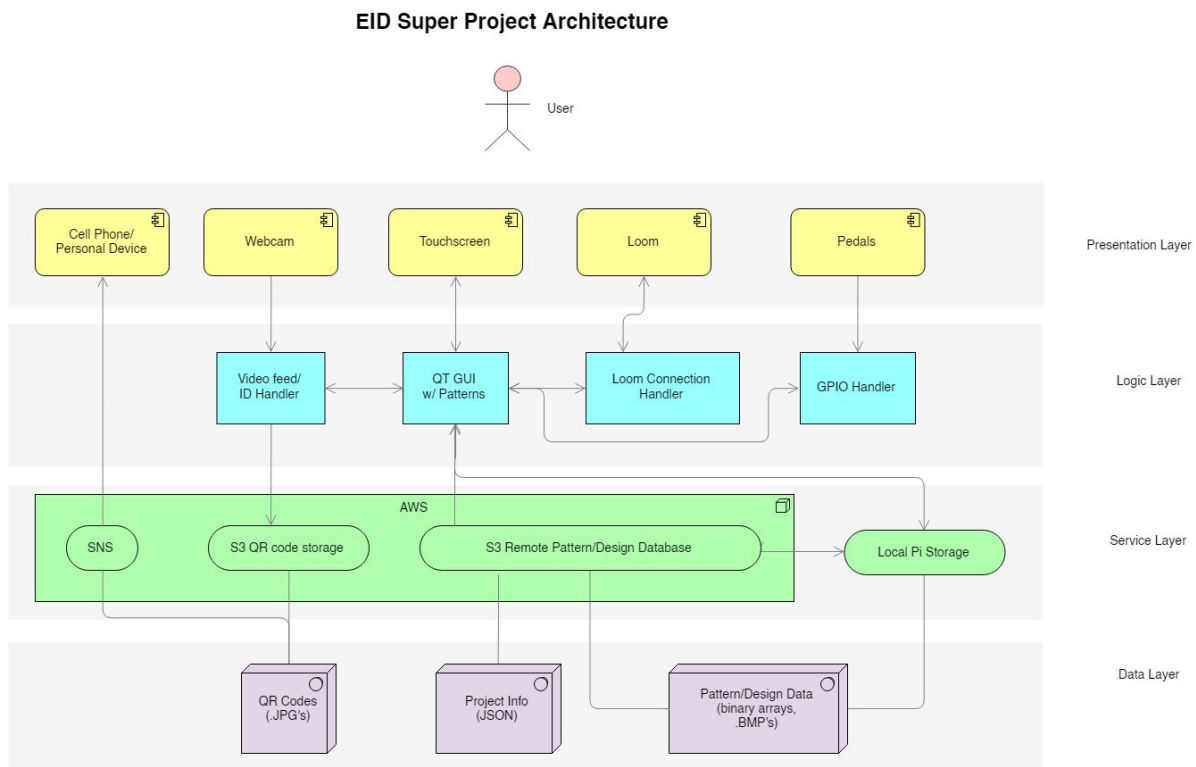 EID Super Project Architecture
User
Cell Phone/
Personal Device
Webcam
Touchscreen
Loom
Pedals
Presentation Layer
Video feed/
ID Handler
QT GUI
w/ Patterns
Loom Connection
Handler
GPIO Handler
Logic Layer
AWS
SNS
S3 QR code storage
S3 Remote Pattern/Design Database
Local Pi Storage
Service Layer
QR Codes
(.JPG's)
Project Info
(JSON)
Pattern/Design Data
(binary arrays,
.BMP's)
Data Layer